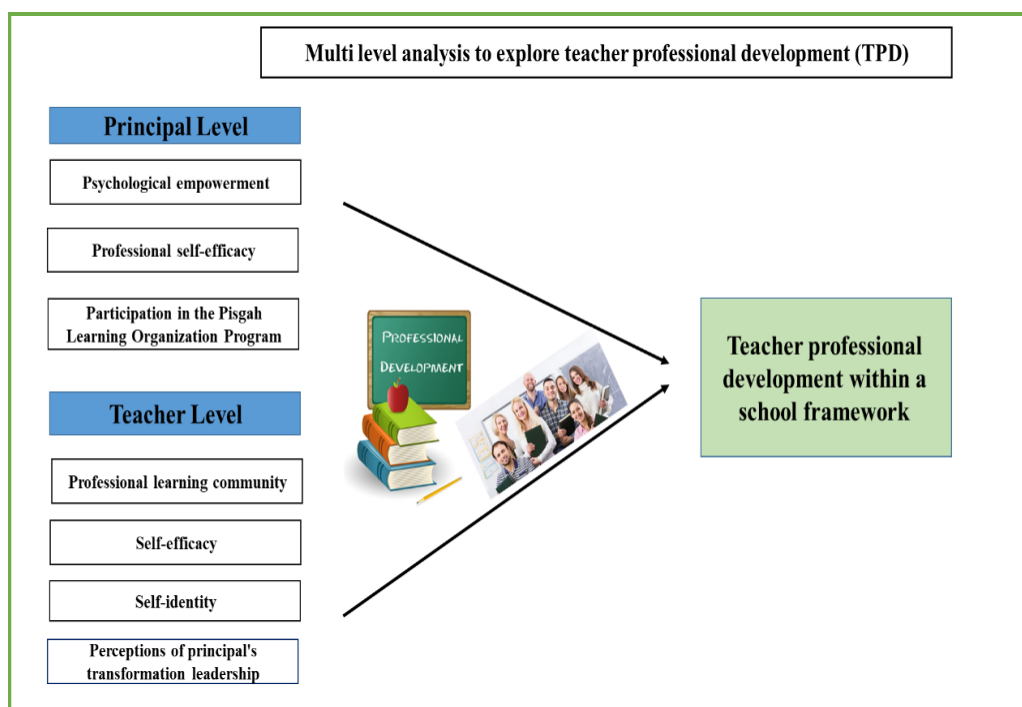 Multi level analysis to explore teacher professional development (TPD)
Principal Level
Psychological empowerment
Professional self-efficacy
Participation in the Pisgah
Learning Organization Program
Teacher Level
Professional learning community
Self-efficacy
Self-identity
Perceptions of principal's
transformation leadership
PROFESSIONAL
DEVELOPMENT
Teacher professional
development within a
school framework